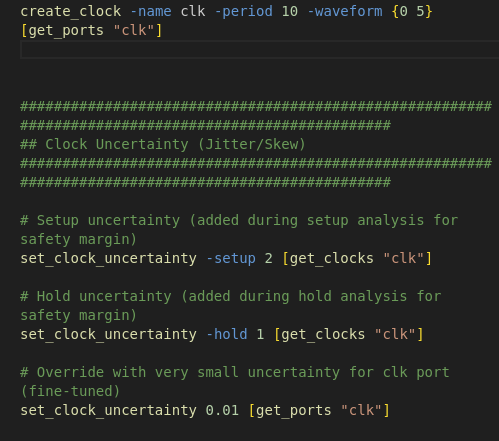 create_clock -name clk -period 10 -waveform {0 5}
[get_ports "clk"]
########################################################
############################################
## Clock Uncertainty (Jitter/Skew)
########################################################
############################################
# Setup uncertainty (added during setup analysis for
safety margin)
set_clock_uncertainty -setup 2 [get_clocks "clk"]
# Hold uncertainty (added during hold analysis for
safety margin)
set_clock_uncertainty -hold 1 [get_clocks "clk"]
# Override with very small uncertainty for clk port
(fine-tuned)
set_clock_uncertainty 0.01 [get_ports "clk"]